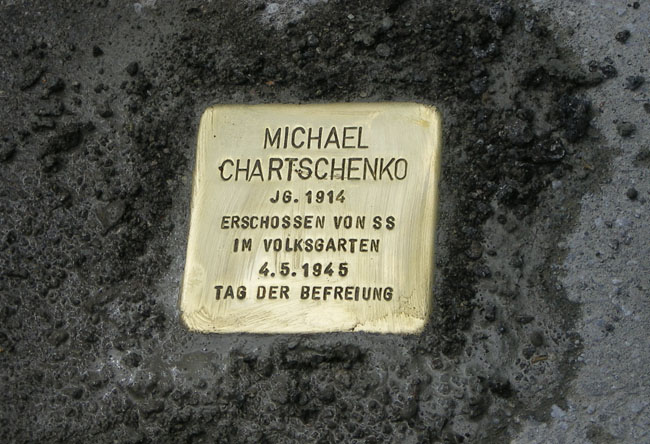 MICHAEL
CHARTSCHENKO
JG. 1914
ERSCHOSSEN VON SS
IM VOLKSGARTEN
4.5.1945
TAG DER BEFREIUNG